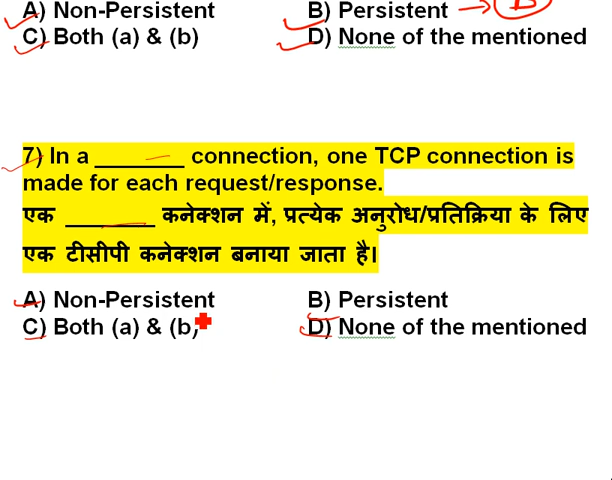 A) Non-Persistent B) Persistent → B
C) Both (a) & (b) D) None of the mentioned
7) In a _______ connection, one TCP connection is
made for each request/response.
एक _______ कनेक्शन में, प्रत्येक अनुरोध/प्रतिक्रिया के लिए
एक टीसीपी कनेक्शन बनाया जाता है।
A) Non-Persistent B) Persistent
C) Both (a) & (b) D) None of the mentioned